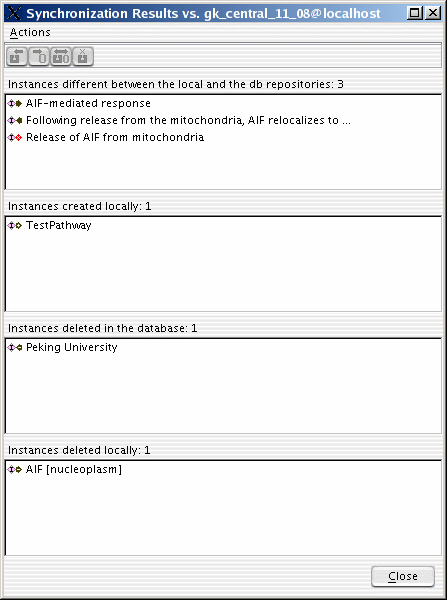 Synchronization Results vs. gk_central_11_08@localhost
Actions
Instances different between the local and the db repositories: 3
AIF-mediated response
Following release from the mitochondria, AIF relocalizes to ...
Release of AIF from mitochondria
Instances created locally: 1
TestPathway
Instances deleted in the database: 1
Peking University
Instances deleted locally: 1
AIF [nucleoplasm]
Close